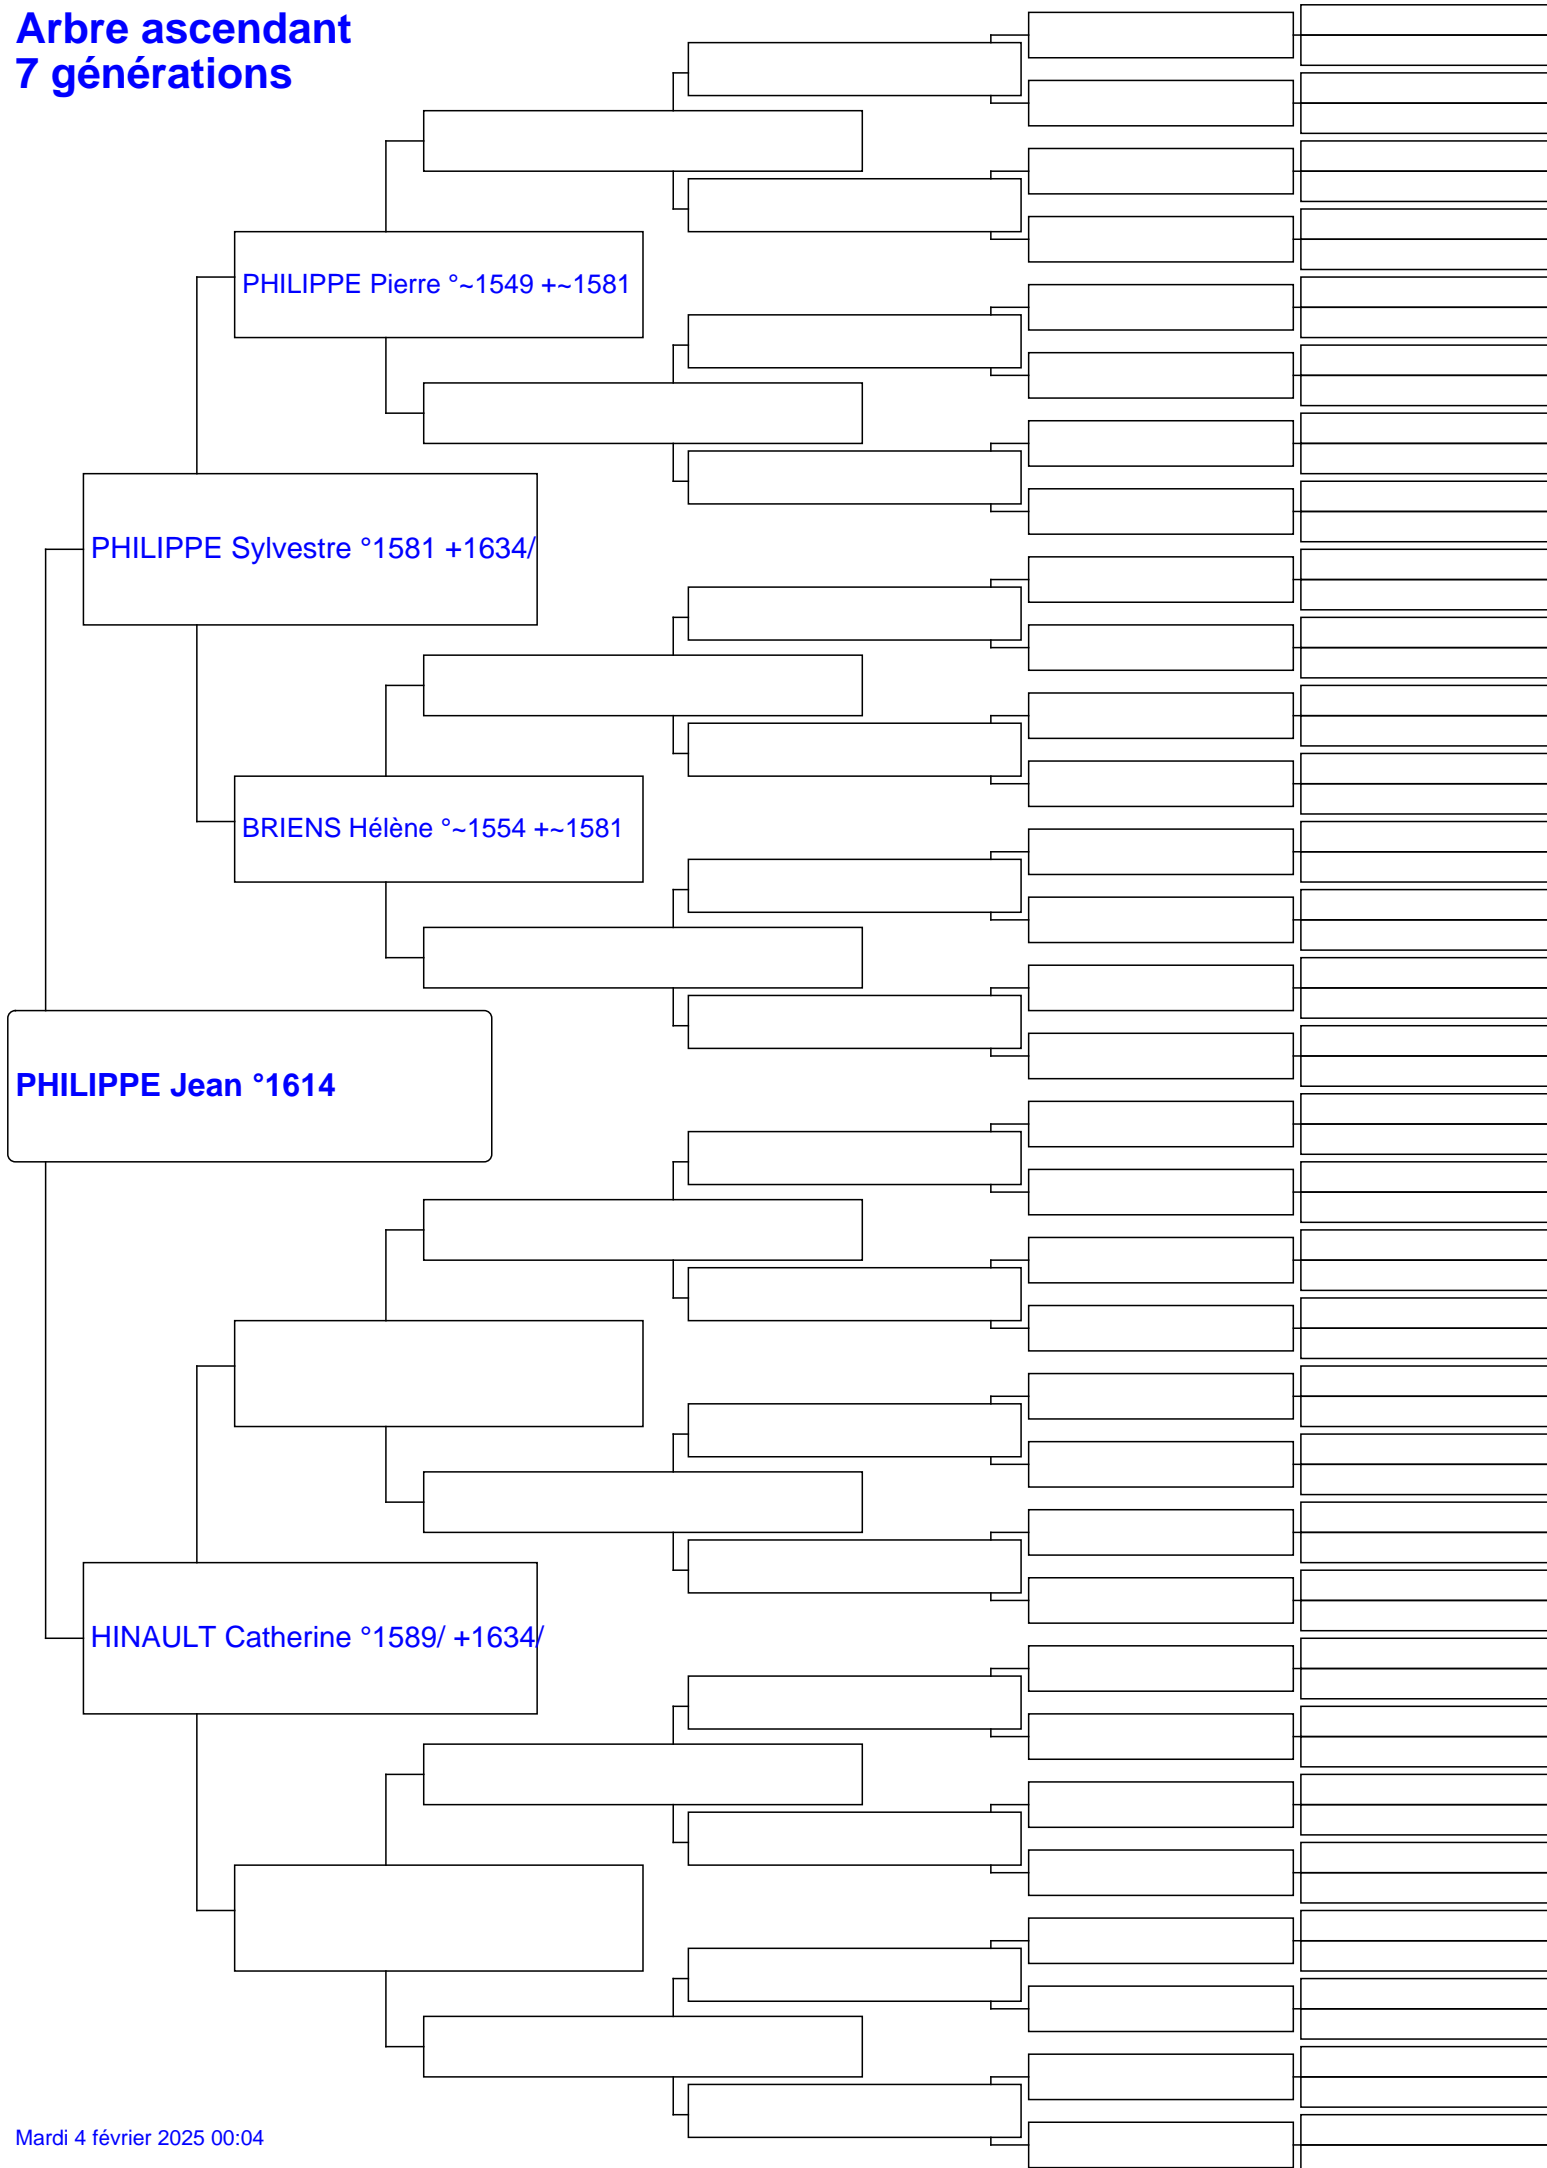 Arbre ascendant
7 générations
PHILIPPE Pierre °~1549 +~1581
PHILIPPE Sylvestre °1581 +1634/
BRIENS Hélène °~1554 +~1581
PHILIPPE Jean °1614
HINAULT Catherine °1589/ +1634/
Mardi 4 février 2025 00:04